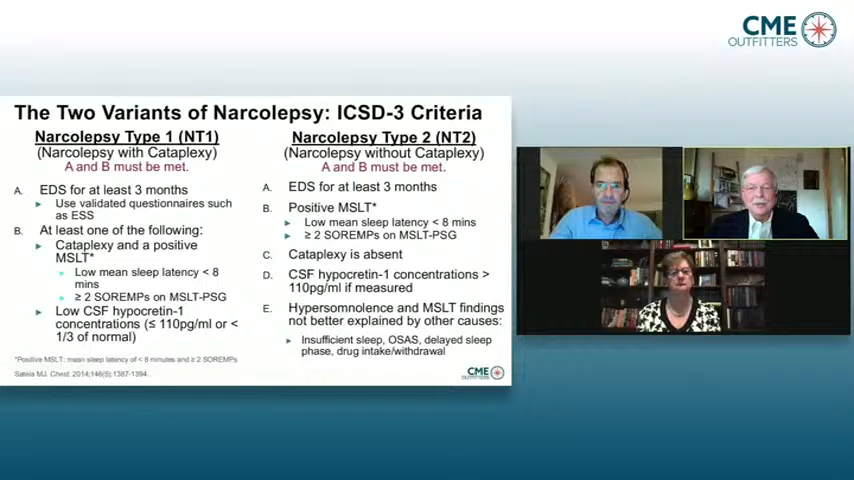 CME
OUTFITTERS
The Two Variants of Narcolepsy: ICSD-3 Criteria
Narcolepsy Type 1 (NT1)
(Narcolepsy with Cataplexy)
A and B must be met.
A. EDS for at least 3 months
► Use validated questionnaires such
as ESS
B. At least one of the following:
► Cataplexy and a positive
MSLT*
Low mean sleep latency < 8
mins
≥ 2 SOREMPs on MSLT-PSG
► Low CSF hypocretin-1
concentrations (≤ 110pg/ml or <
1/3 of normal)
Narcolepsy Type 2 (NT2)
(Narcolepsy without Cataplexy)
A and B must be met.
A. EDS for at least 3 months
B. Positive MSLT*
► Low mean sleep latency < 8 mins
► ≥ 2 SOREMPs on MSLT-PSG
C. Cataplexy is absent
D. CSF hypocretin-1 concentrations >
110pg/ml if measured
E. Hypersomnolence and MSLT findings
not better explained by other causes:
► Insufficient sleep, OSAS, delayed sleep
phase, drug intake/withdrawal
*Positive MSLT: mean sleep latency of < 8 minutes and ≥ 2 SOREMPs
Sateia MJ. Chest. 2014;146(5):1387-1394.
CME
OUTFITTERS